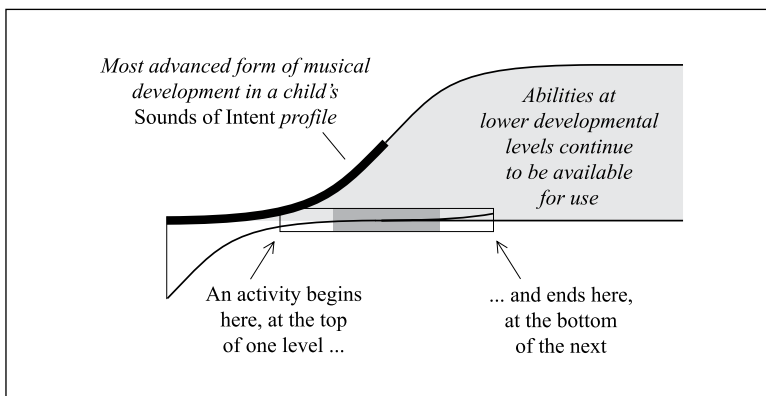 Most advanced form of musical
development in a child’s
Sounds of Intent profile
Abilities at
lower developmental
levels continue
to be available
for use
An activity begins
here, at the top
of one level ...
... and ends here,
at the bottom
of the next